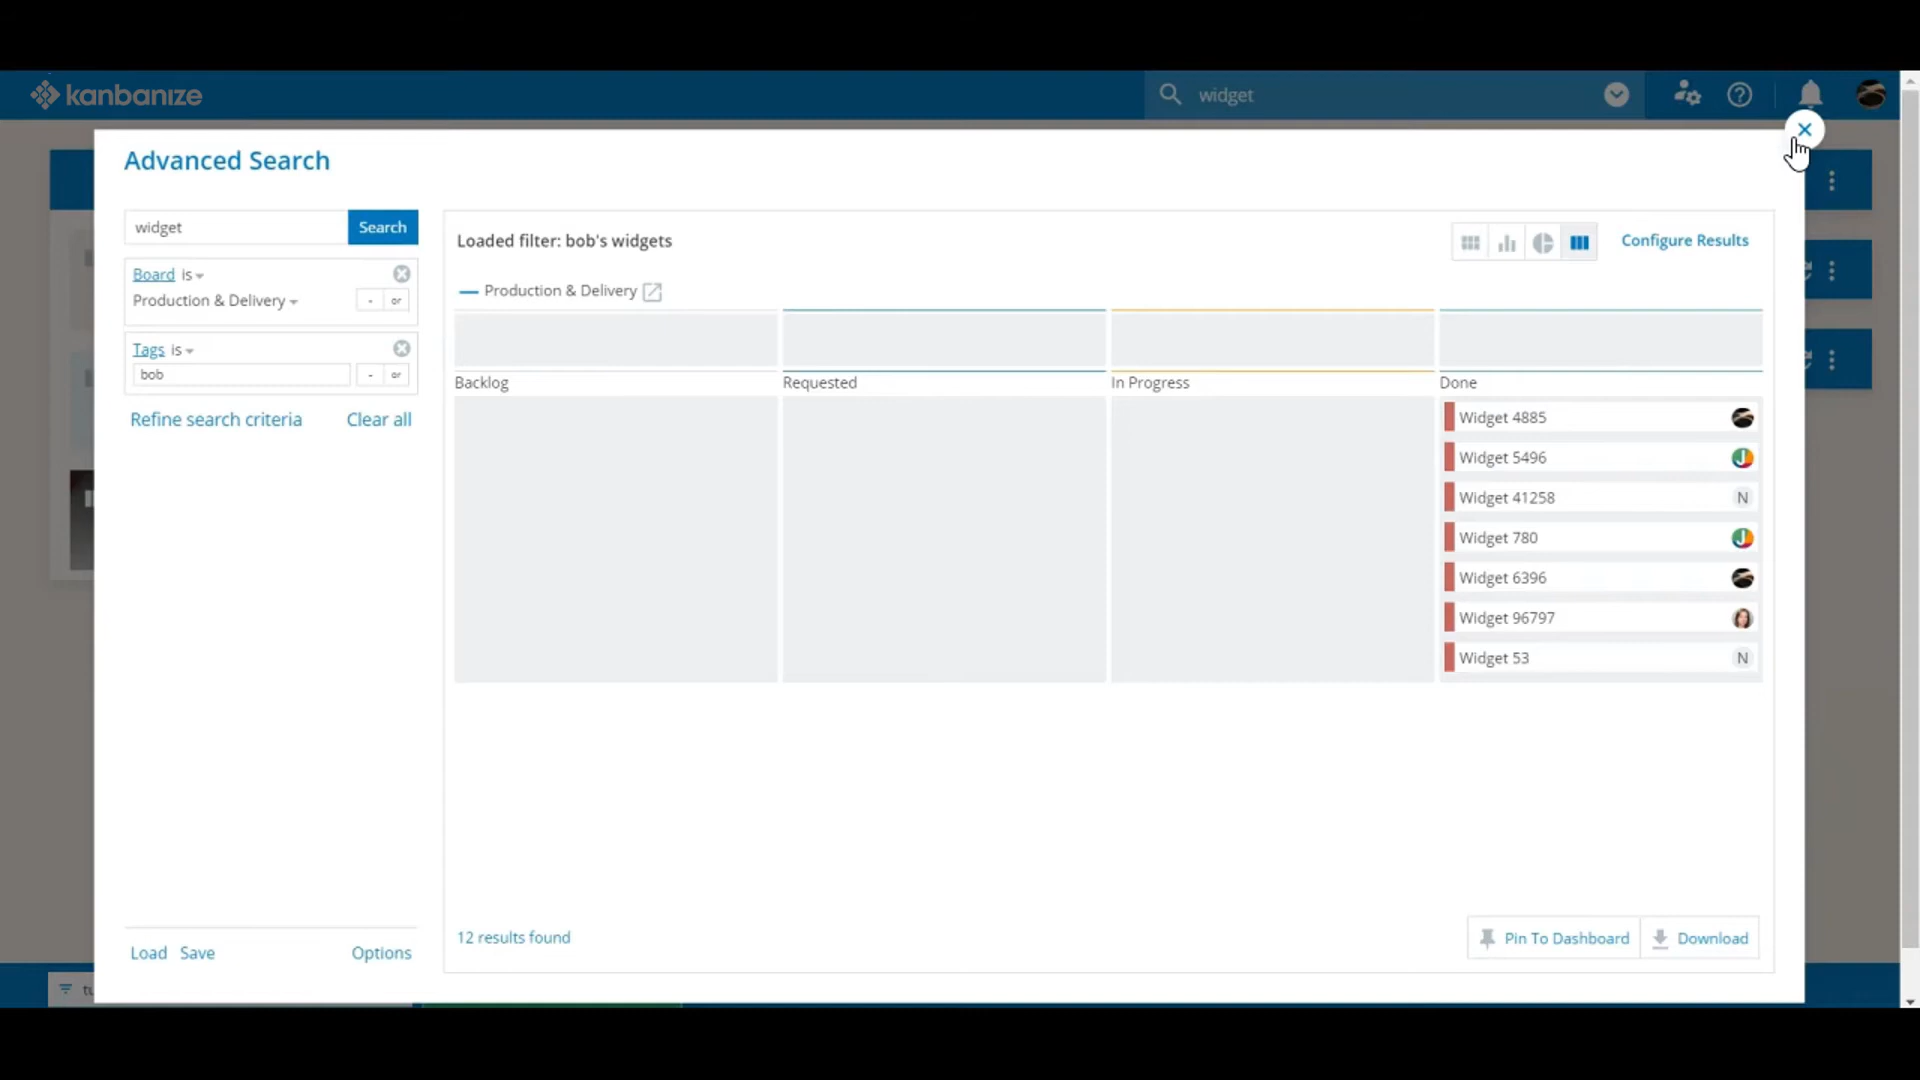 kanbanize
widget
Advanced Search
widget
Search
Board is
Production & Delivery
- or
Tags is
bob
- or
Refine search criteria
Clear all
Load Save
Options
Loaded filter: bob's widgets
Configure Results
Production & Delivery
Backlog
Requested
In Progress
Done
Widget 4885
Widget 5496
J
Widget 41258
N
Widget 780
J
Widget 6396
Widget 96797
Widget 53
N
12 results found
Pin To Dashboard
Download